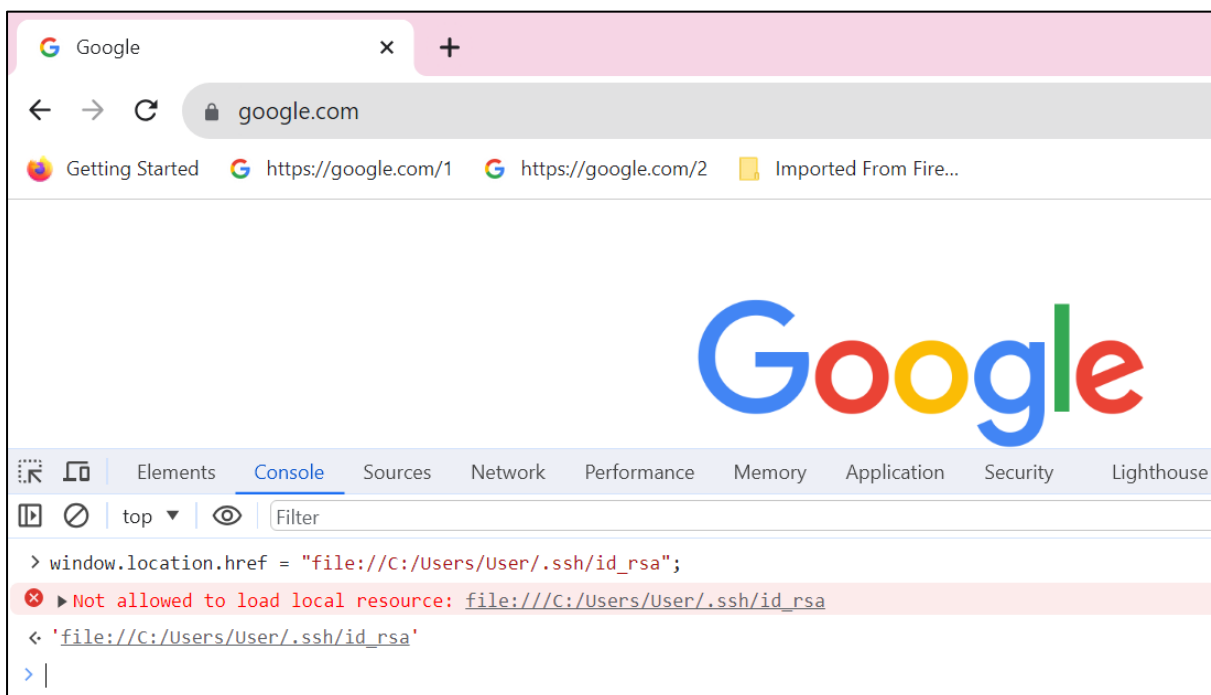 Google
google.com
Getting Started https://google.com/1 https://google.com/2 Imported From Fire...
Google
Elements Console Sources Network Performance Memory Application Security Lighthouse
top Filter
> window.location.href = "file://C:/Users/User/.ssh/id_rsa";
Not allowed to load local resource: file:///C:/Users/User/.ssh/id_rsa
'file://C:/Users/User/.ssh/id_rsa'
>